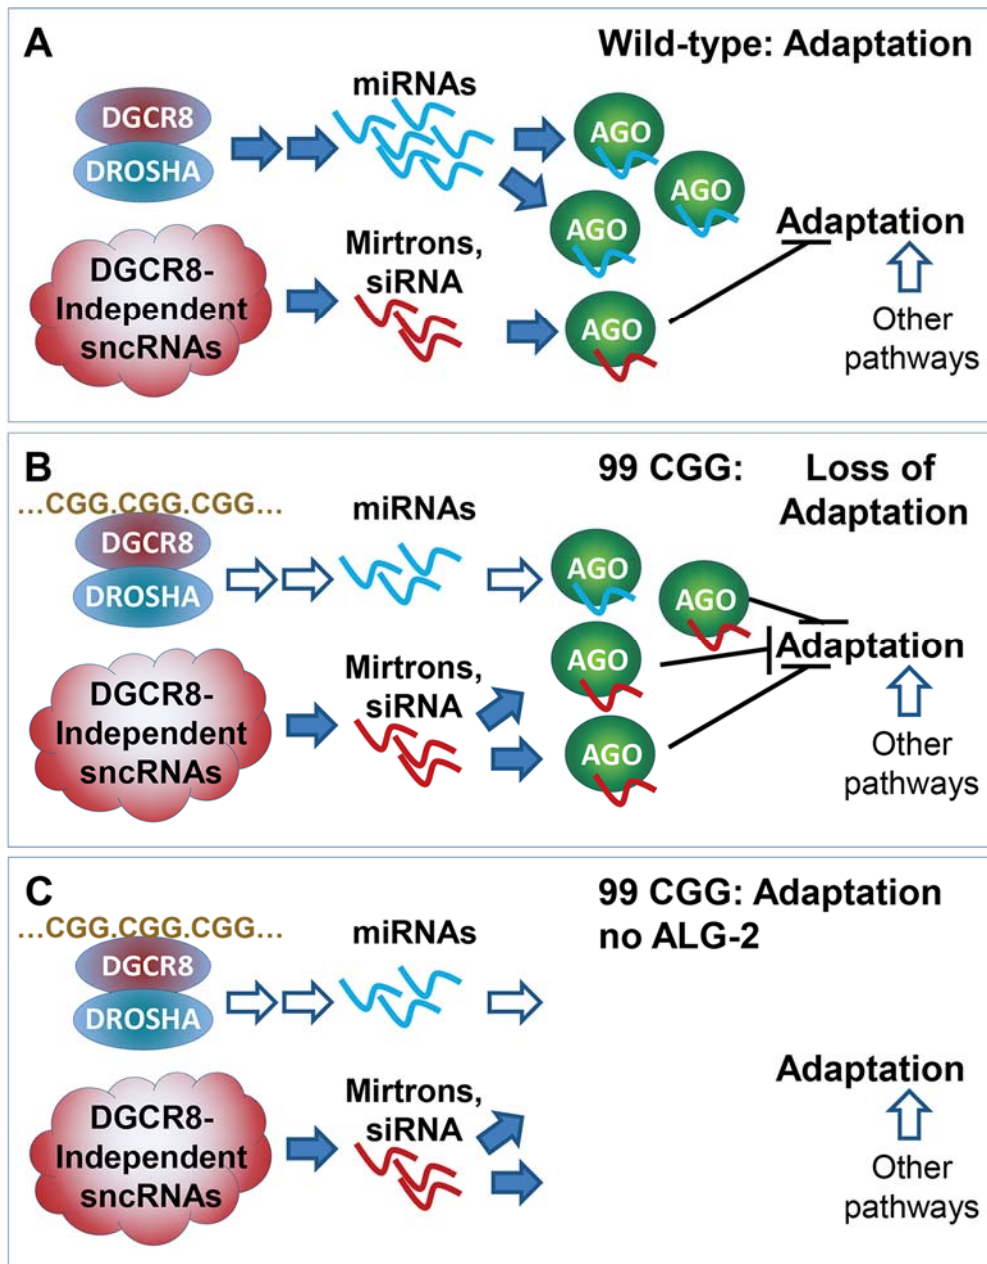 A
Wild-type: Adaptation
miRNAs
DGCR8
DROSHA
AGO
AGO
AGO
Adaptation
DGCR8-
Independent
sncRNAs
Mirtrons,
siRNA
AGO
Other
pathways
B
99 CGG: Loss of
Adaptation
...CGG.CGG.CGG...
miRNAs
DGCR8
DROSHA
AGO
AGO
AGO
Adaptation
DGCR8-
Independent
sncRNAs
Mirtrons,
siRNA
AGO
Other
pathways
C
99 CGG: Adaptation
no ALG-2
...CGG.CGG.CGG...
miRNAs
DGCR8
DROSHA
Adaptation
DGCR8-
Independent
sncRNAs
Mirtrons,
siRNA
Other
pathways